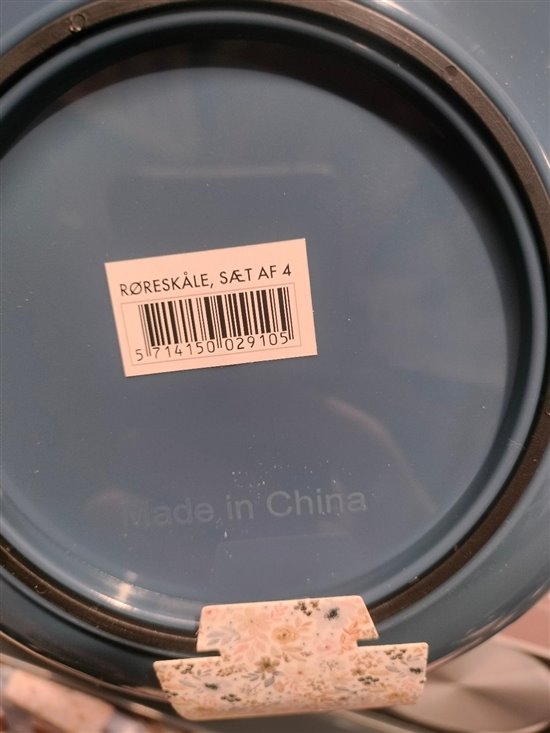 RØRESKÅLE, SÆT AF 4
5 714150 029105
Made in China